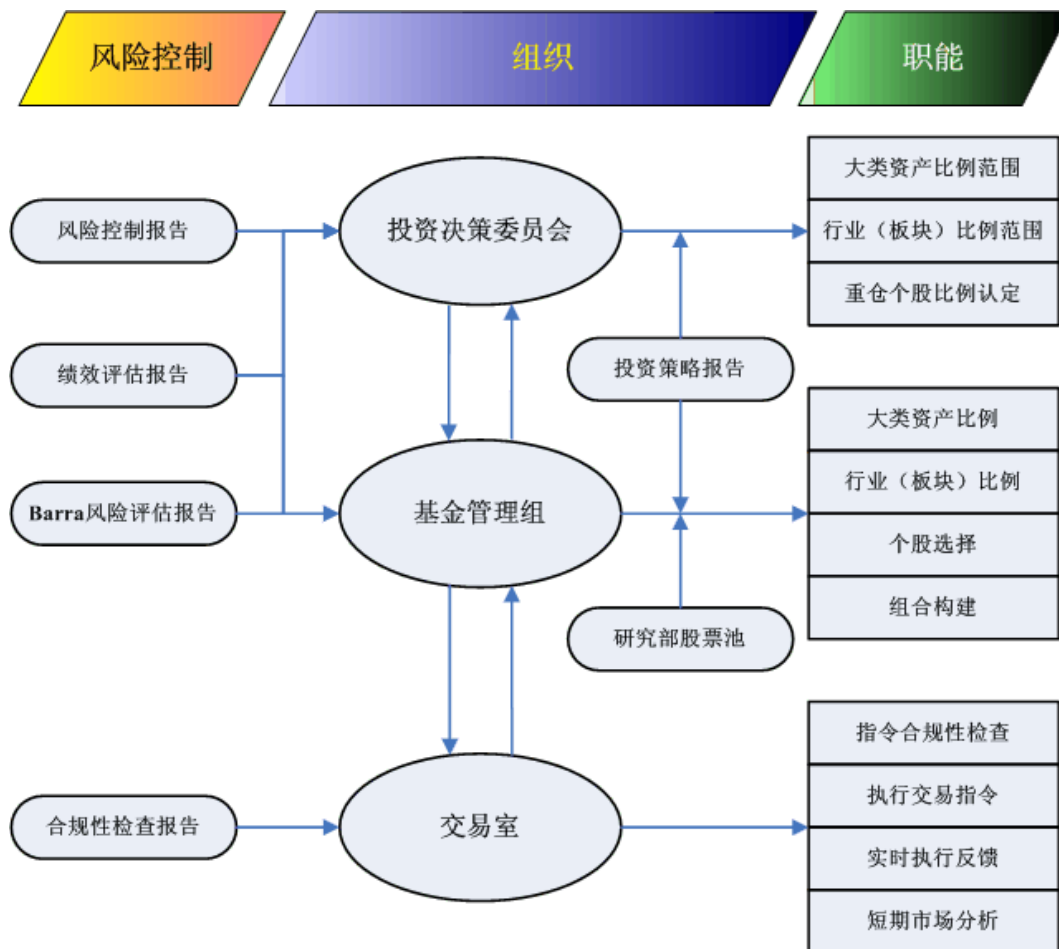 风险控制
组织
职能
风险控制报告
绩效评估报告
Barra风险评估报告
合规性检查报告
投资决策委员会
基金管理组
交易室
投资策略报告
研究部股票池
大类资产比例范围
行业（板块）比例范围
重仓个股比例认定
大类资产比例
行业（板块）比例
个股选择
组合构建
指令合规性检查
执行交易指令
实时执行反馈
短期市场分析